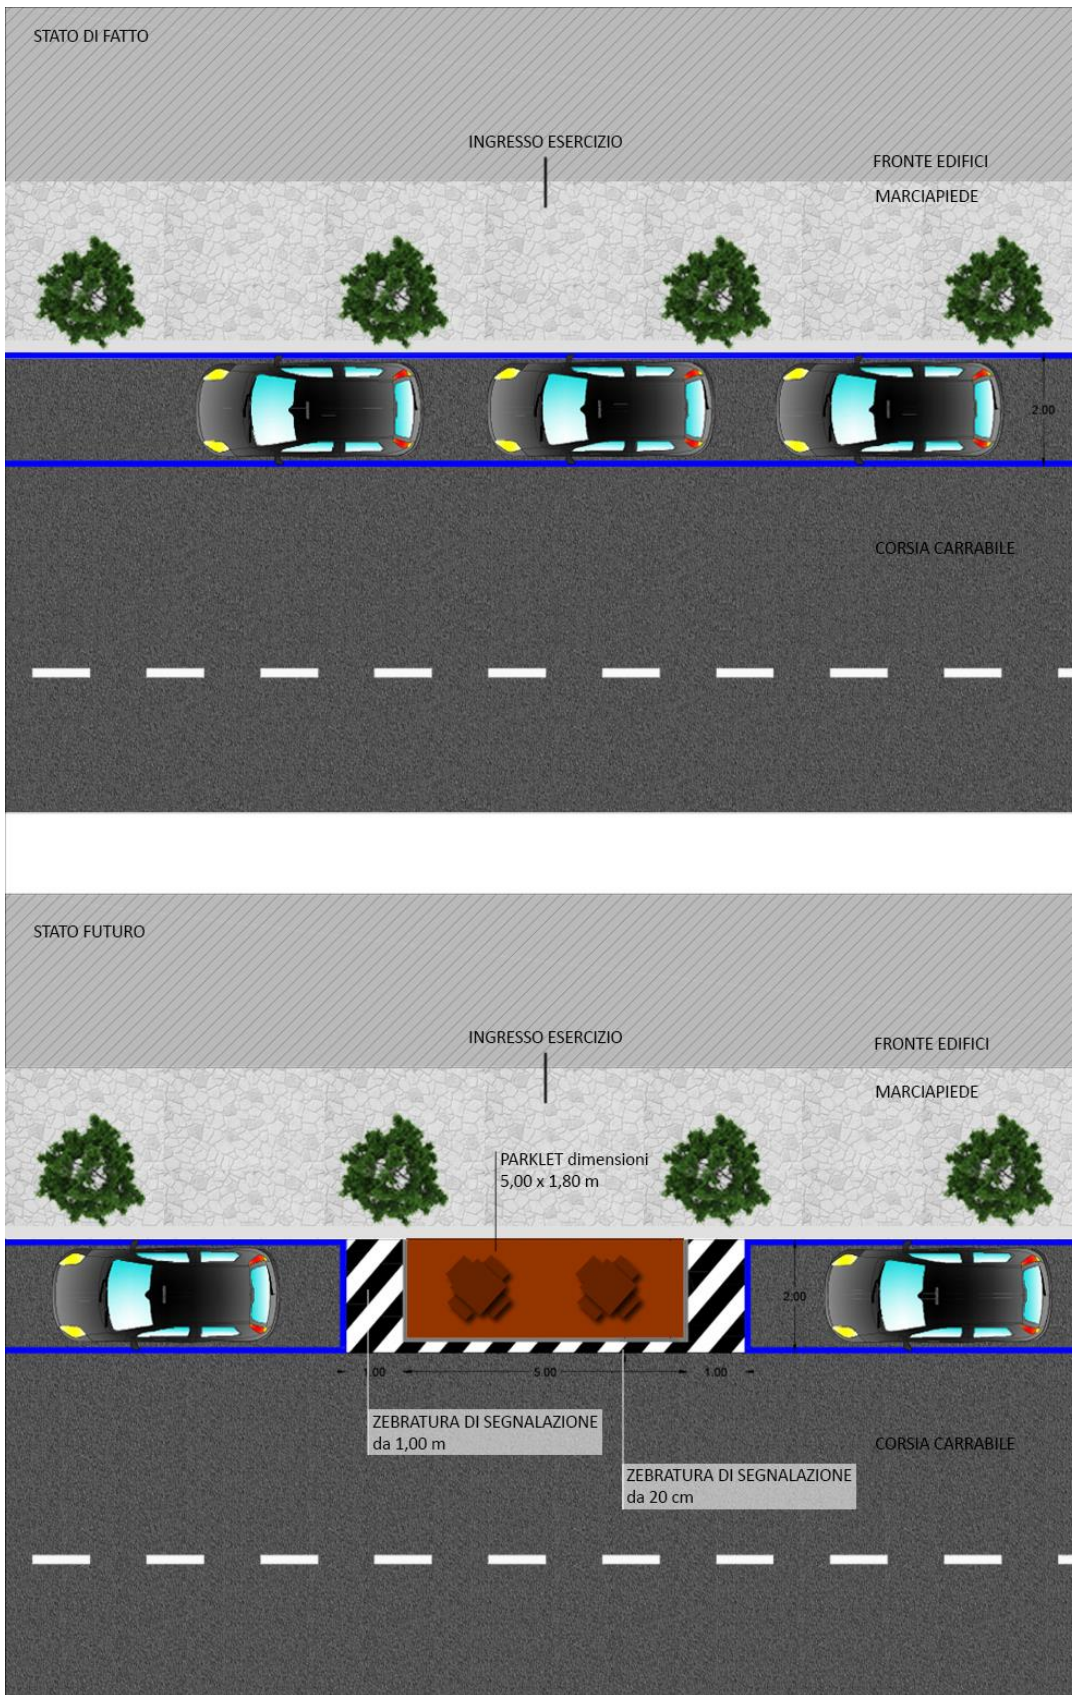 STATO DI FATTO
INGRESSO ESERCIZIO
FRONTE EDIFICI
MARCIAPIEDE
2.00
CORSIA CARRABILE
STATO FUTURO
INGRESSO ESERCIZIO
FRONTE EDIFICI
MARCIAPIEDE
PARKLET dimensioni
5,00 x 1,80 m
2.00
1.00
5.00
1.00
ZEBRATURA DI SEGNALAZIONE
da 1,00 m
CORSIA CARRABILE
ZEBRATURA DI SEGNALAZIONE
da 20 cm